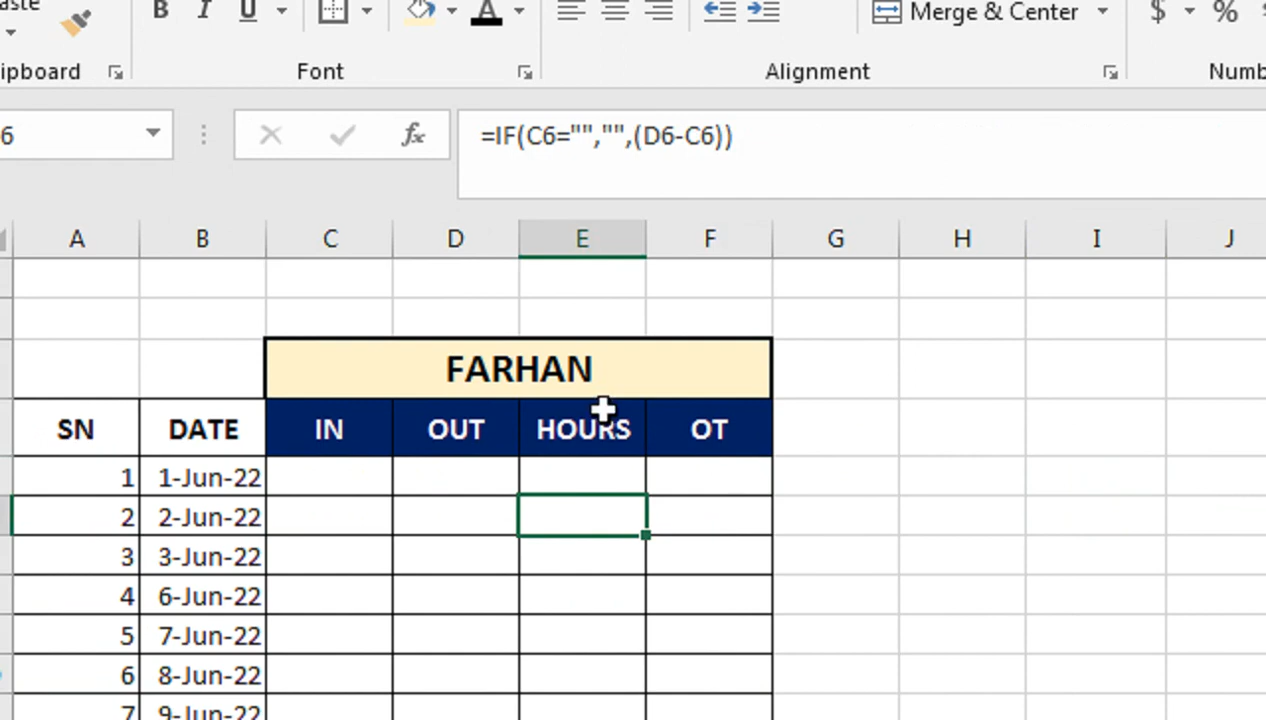 aste
B I U A Merge & Center $ %
ipboard Font Alignment Numb
6 fx =IF(C6="","",(D6-C6))
A B C D E F G H I J
FARHAN
SN DATE IN OUT HOURS OT
1 1-Jun-22
2 2-Jun-22
3 3-Jun-22
4 6-Jun-22
5 7-Jun-22
6 8-Jun-22
7 9-Jun-22